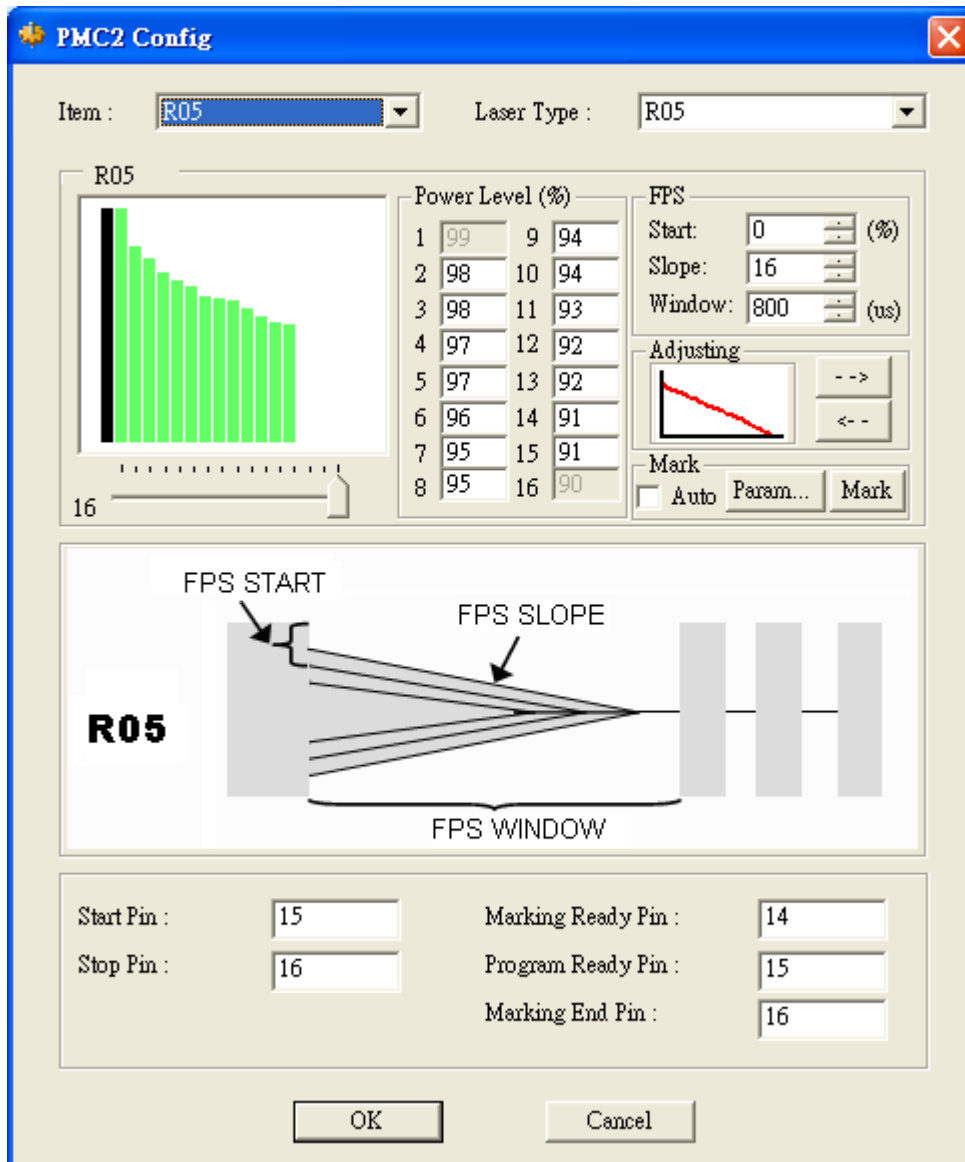 PMC2 Config
Item : R05 Laser Type : R05
R05
Power Level (%)
1 99 9 94
2 98 10 94
3 98 11 93
4 97 12 92
5 97 13 92
6 96 14 91
7 95 15 91
8 95 16 90
16
FPS
Start: 0 (%)
Slope: 16
Window: 800 (us)
Adjusting
-->
<--
Mark
Auto Param... Mark
FPS START
FPS SLOPE
R05
FPS WINDOW
Start Pin : 15 Marking Ready Pin : 14
Stop Pin : 16 Program Ready Pin : 15
Marking End Pin : 16
OK Cancel